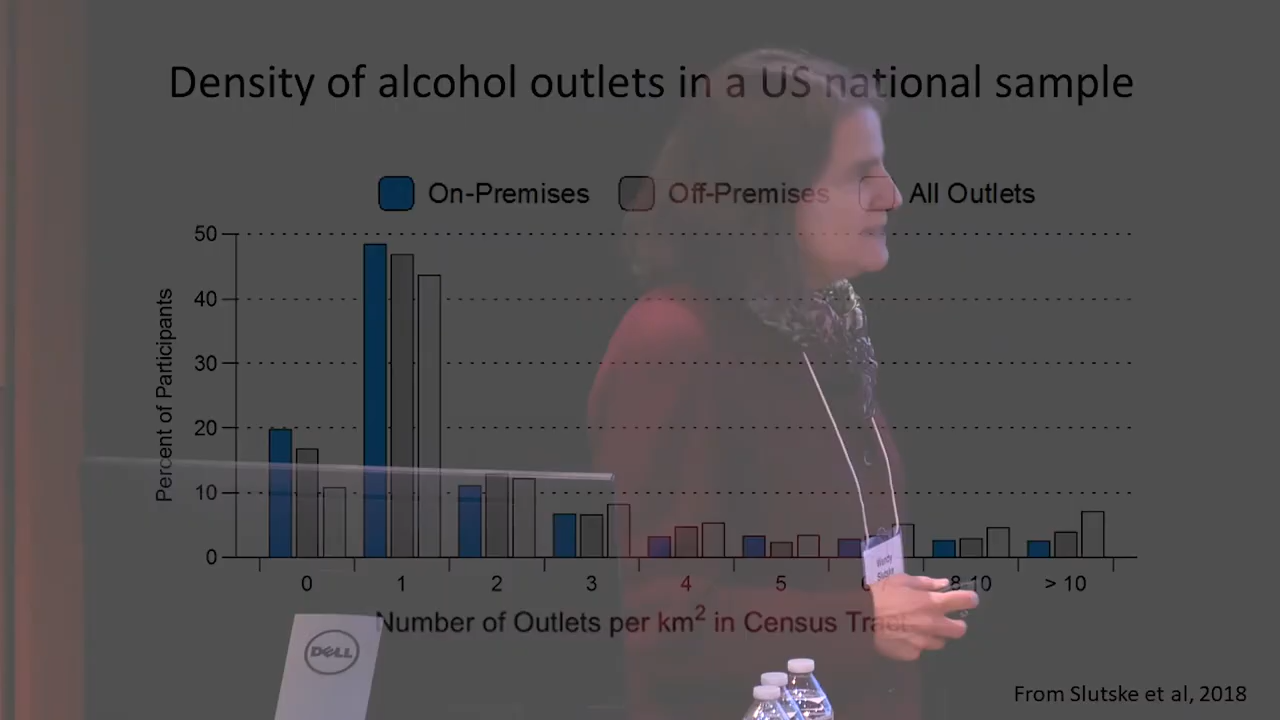 Density of alcohol outlets in a US national sample
On-Premises Off-Premises All Outlets
50
40
30
20
10
0
Percent of Participants
0 1 2 3 4 5 8-10 > 10
Number of Outlets per km² in Census Tract
Wendy
Slutske
DELL
From Slutske et al, 2018